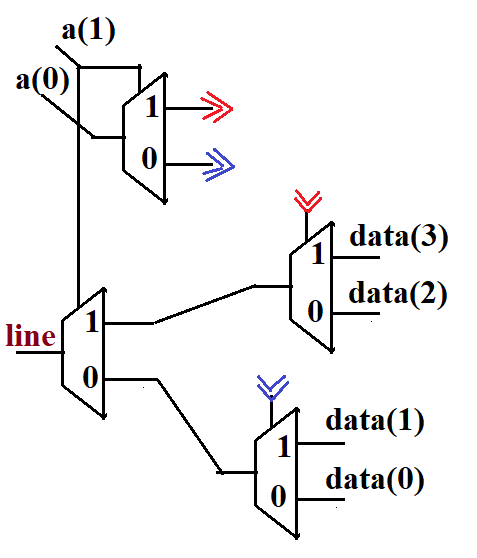 a(1)
a(0)
1
0
1
data(3)
0
data(2)
line
1
0
1
data(1)
0
data(0)